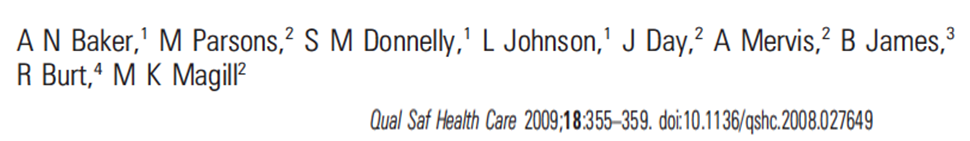 A N Baker,¹ M Parsons,² S M Donnelly,¹ L Johnson,¹ J Day,² A Mervis,² B James,³
R Burt,⁴ M K Magill²
Qual Saf Health Care 2009;18:355–359. doi:10.1136/qshc.2008.027649